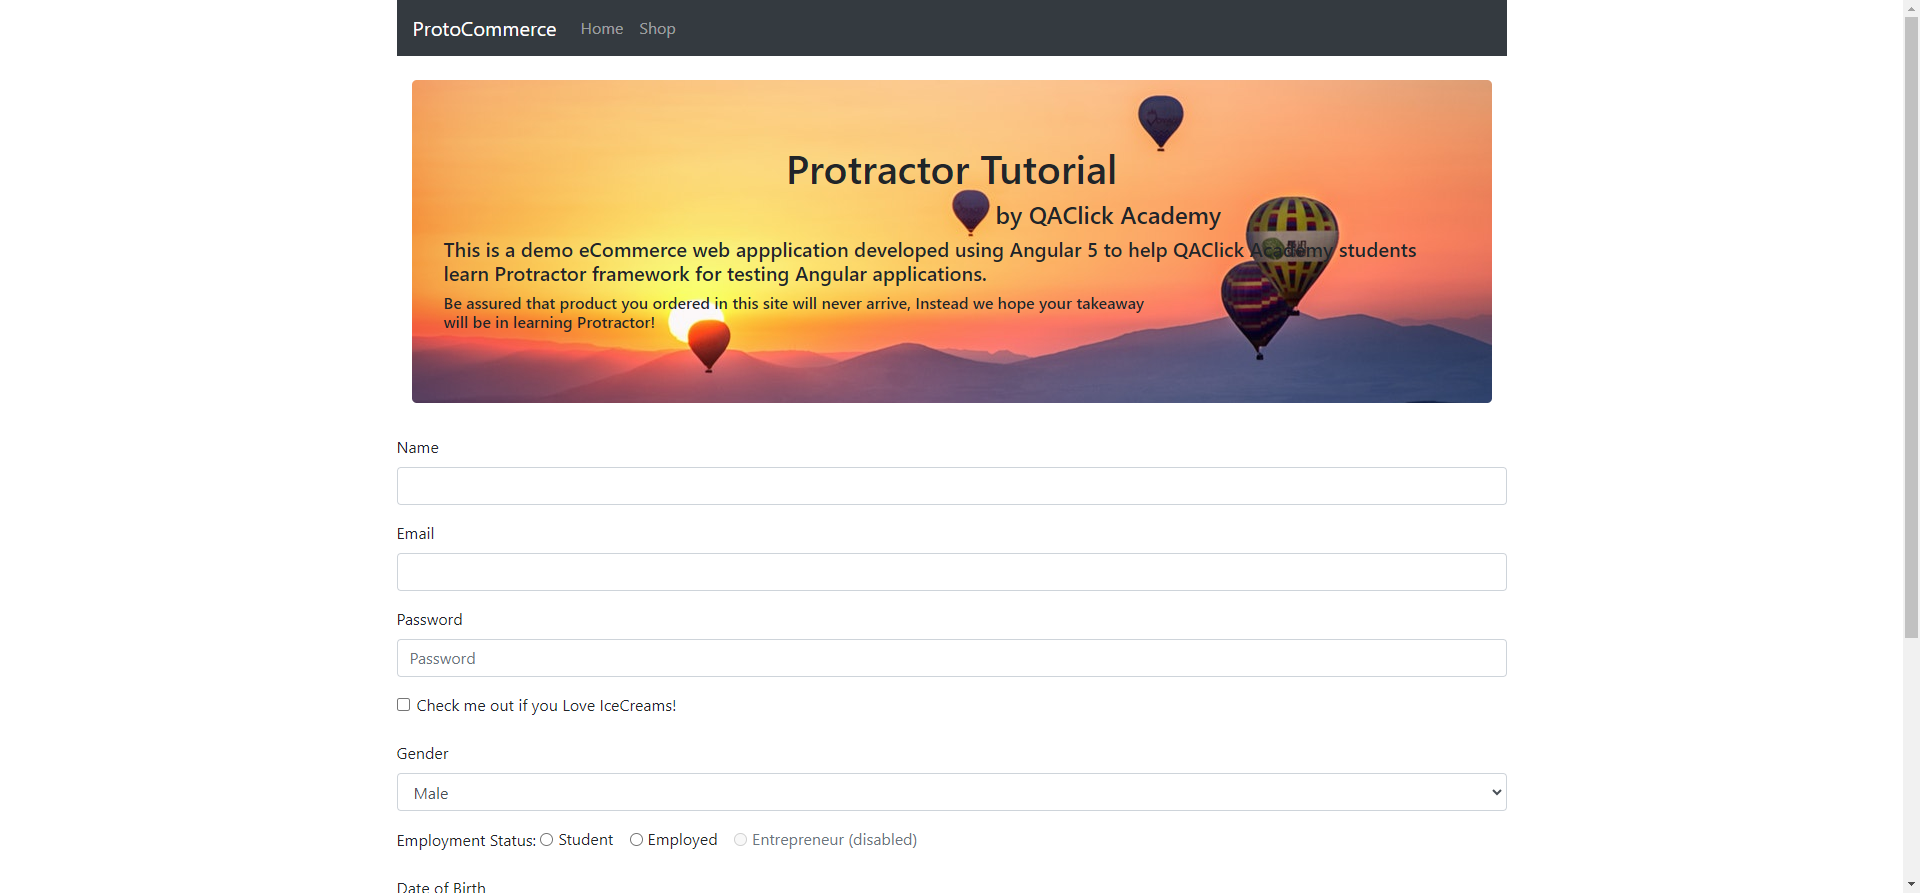 ProtoCommerce Home Shop
Protractor Tutorial
by QAClick Academy
This is a demo eCommerce web appplication developed using Angular 5 to help QAClick Academy students
learn Protractor framework for testing Angular applications.
Be assured that product you ordered in this site will never arrive, Instead we hope your takeaway
will be in learning Protractor!
Name
Email
Password
Password
Check me out if you Love IceCreams!
Gender
Male
Employment Status: Student Employed Entrepreneur (disabled)
Date of Birth